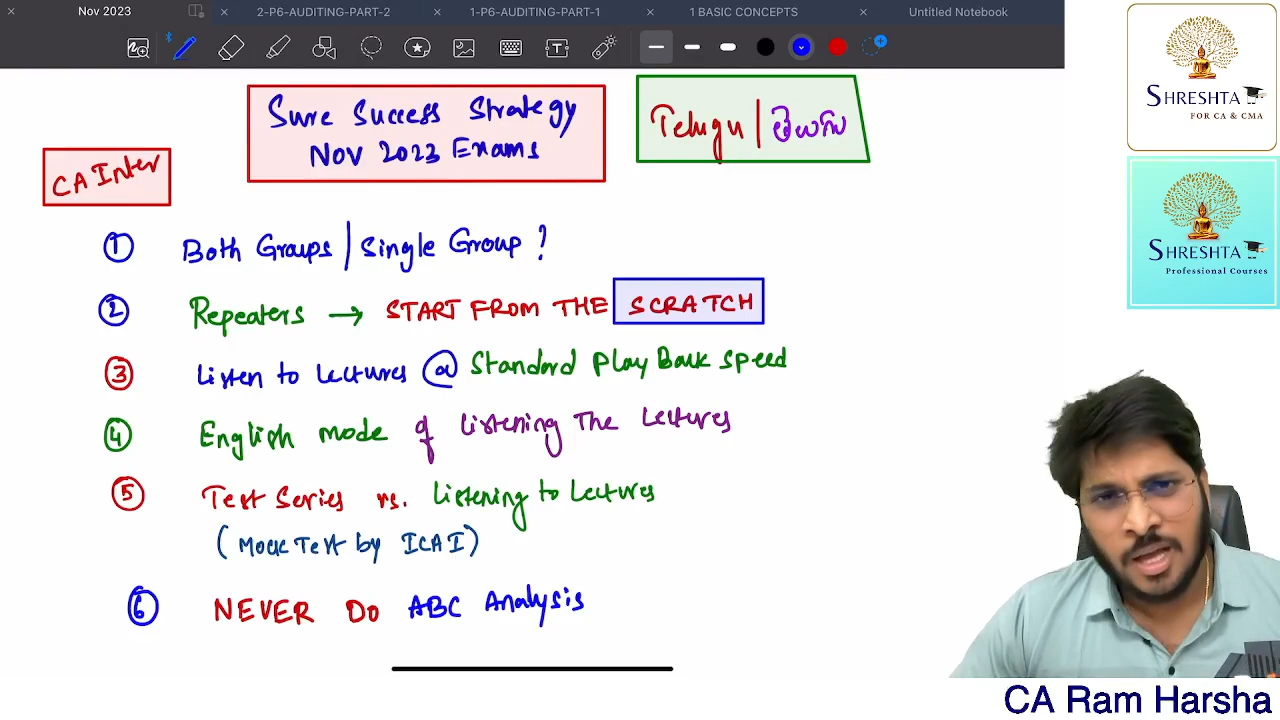 Nov 2023
2-P6-AUDITING-PART-2
1-P6-AUDITING-PART-1
1 BASIC CONCEPTS
Untitled Notebook
Sure Success Strategy
Nov 2023 Exams
Telugu | తెలుగు
CA Inter
① Both Groups / Single Group ?
② Repeaters → START FROM THE SCRATCH
③ Listen to Lectures @ Standard Play Back Speed
④ English mode of listening The Lectures
⑤ Test Series vs. Listening to Lectures
(Mock Test by ICAI)
⑥ NEVER DO ABC Analysis
SHRESHTA
FOR CA & CMA
SHRESHTA
Professional Courses
CA Ram Harsha